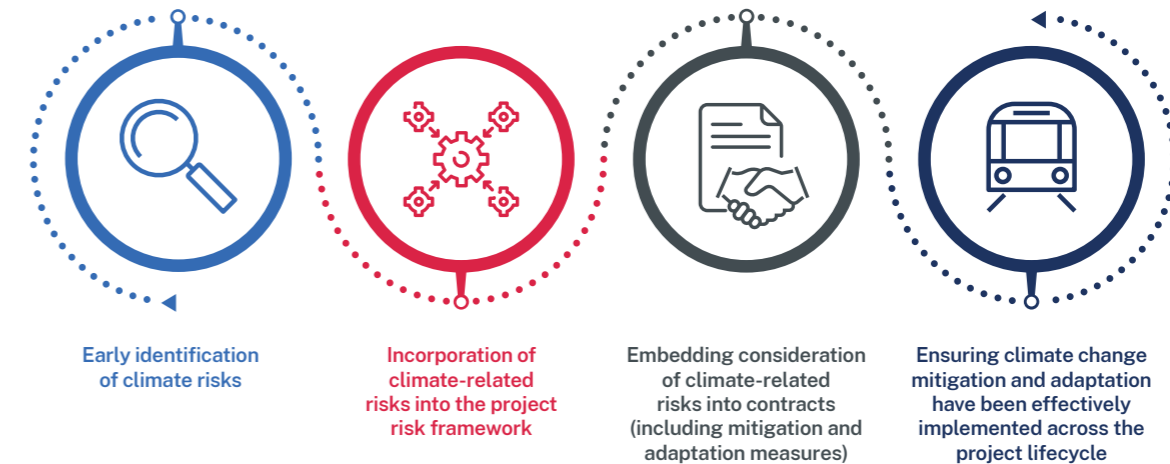 Early identification
of climate risks
Incorporation of
climate-related
risks into the project
risk framework
Embedding consideration
of climate-related
risks into contracts
(including mitigation and
adaptation measures)
Ensuring climate change
mitigation and adaptation
have been effectively
implemented across the
project lifecycle